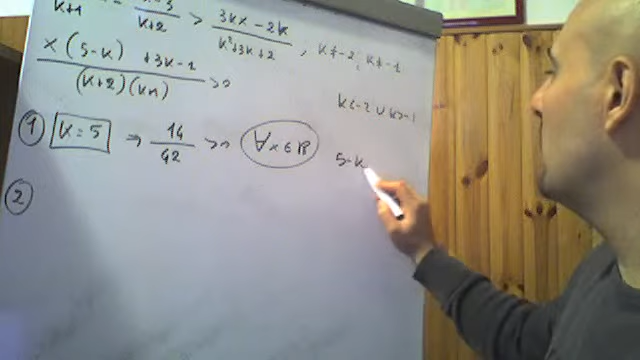 k+1 - x-3/k+2 > 3kx-2k/k²+3k+2 , k≠-2 ; k≠-1
x(5-k) +3k-1/(k+2)(k+1) >0
k<-2 ∪ k>-1
① k=5 ⇒ 14/42 >0 ∀x∈R
5-k
②